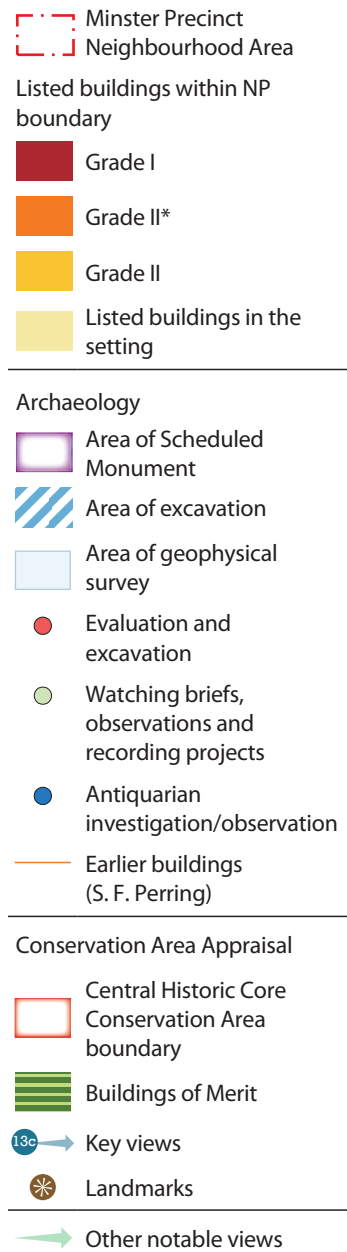 Minster Precinct
Neighbourhood Area
Listed buildings within NP
boundary
Grade I
Grade II*
Grade II
Listed buildings in the
setting
Archaeology
Area of Scheduled
Monument
Area of excavation
Area of geophysical
survey
Evaluation and
excavation
Watching briefs,
observations and
recording projects
Antiquarian
investigation/observation
Earlier buildings
(S. F. Perring)
Conservation Area Appraisal
Central Historic Core
Conservation Area
boundary
Buildings of Merit
13c Key views
Landmarks
Other notable views